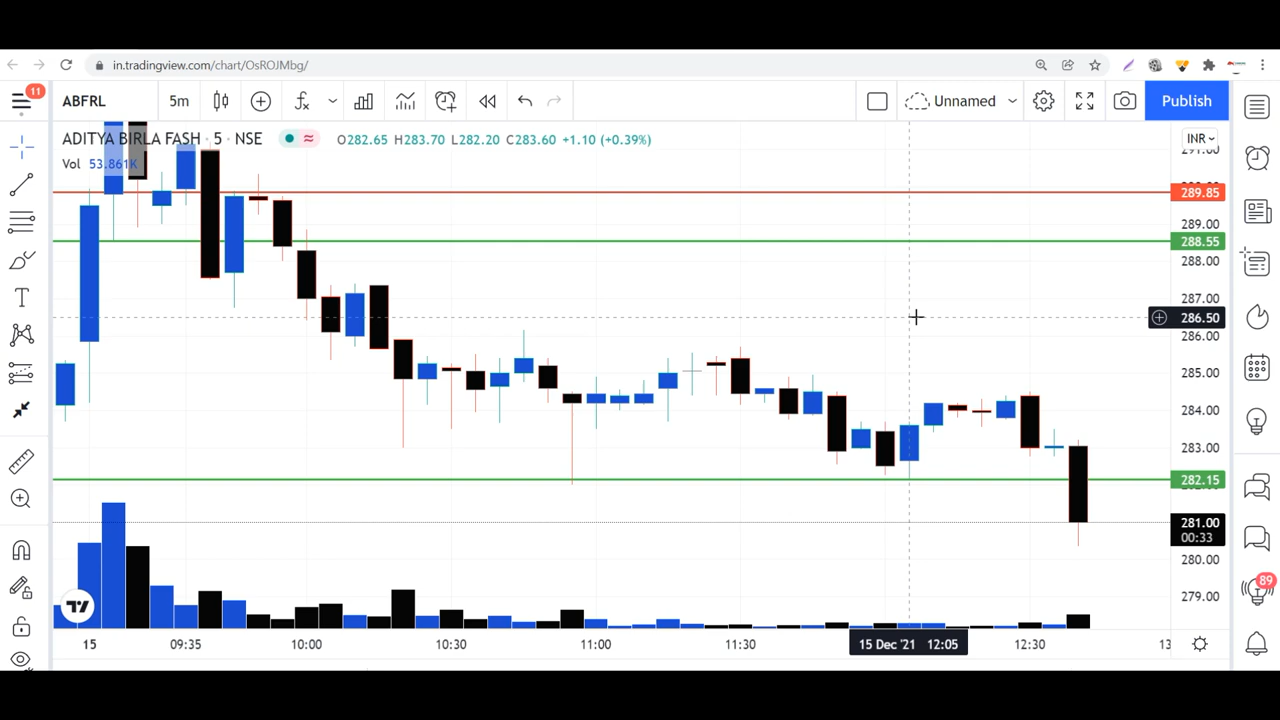 in.tradingview.com/chart/OsROJMbg/
11
ABFRL
5m
Unnamed
Publish
ADITYA BIRLA FASH · 5 · NSE
O282.65 H283.70 L282.20 C283.60 +1.10 (+0.39%)
INR
Vol 53.861K
291.00
289.85
289.00
288.55
288.00
287.00
286.50
286.00
285.00
284.00
283.00
282.15
281.00
00:33
280.00
279.00
89
15
09:35
10:00
10:30
11:00
11:30
15 Dec '21 12:05
12:30
13